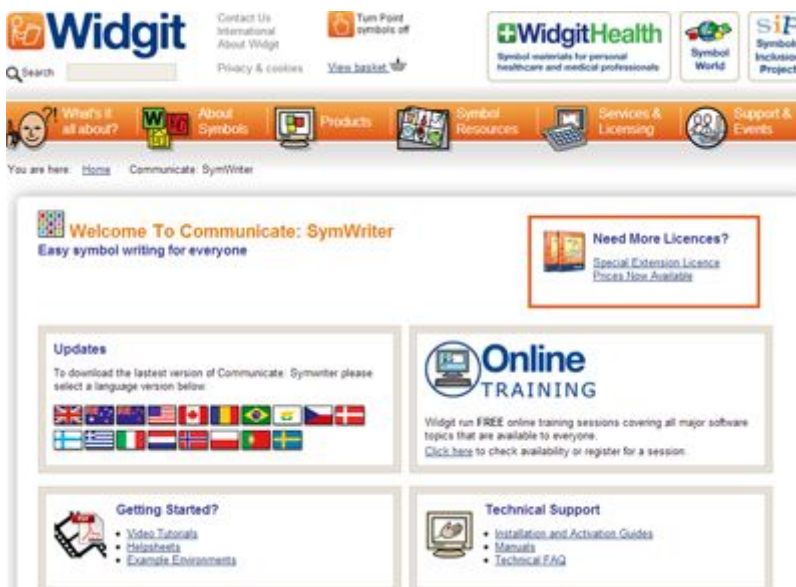 Widgit
Contact Us
International
About Widgit
Privacy & cookies
Turn Point
symbols off
View basket
Search
WidgitHealth
Symbol materials for personal
healthcare and medical professionals
Symbol
World
SiP
Symbols
Inclusion
Project
What's it
all about?
About
Symbols
Products
Symbol
Resources
Services &
Licensing
Support &
Events
You are here: Home Communicate: SymWriter
Welcome To Communicate: SymWriter
Easy symbol writing for everyone
Need More Licences?
Special Extension Licence
Prices Now Available
Updates
To download the lastest version of Communicate: Symwriter please
select a language version below:
Online
TRAINING
Widgit run FREE online training sessions covering all major software
topics that are available to everyone.
Click here to check availability or register for a session.
Getting Started?
Video Tutorials
Helpsheets
Example Environments
Technical Support
Installation and Activation Guides
Manuals
Technical FAQ